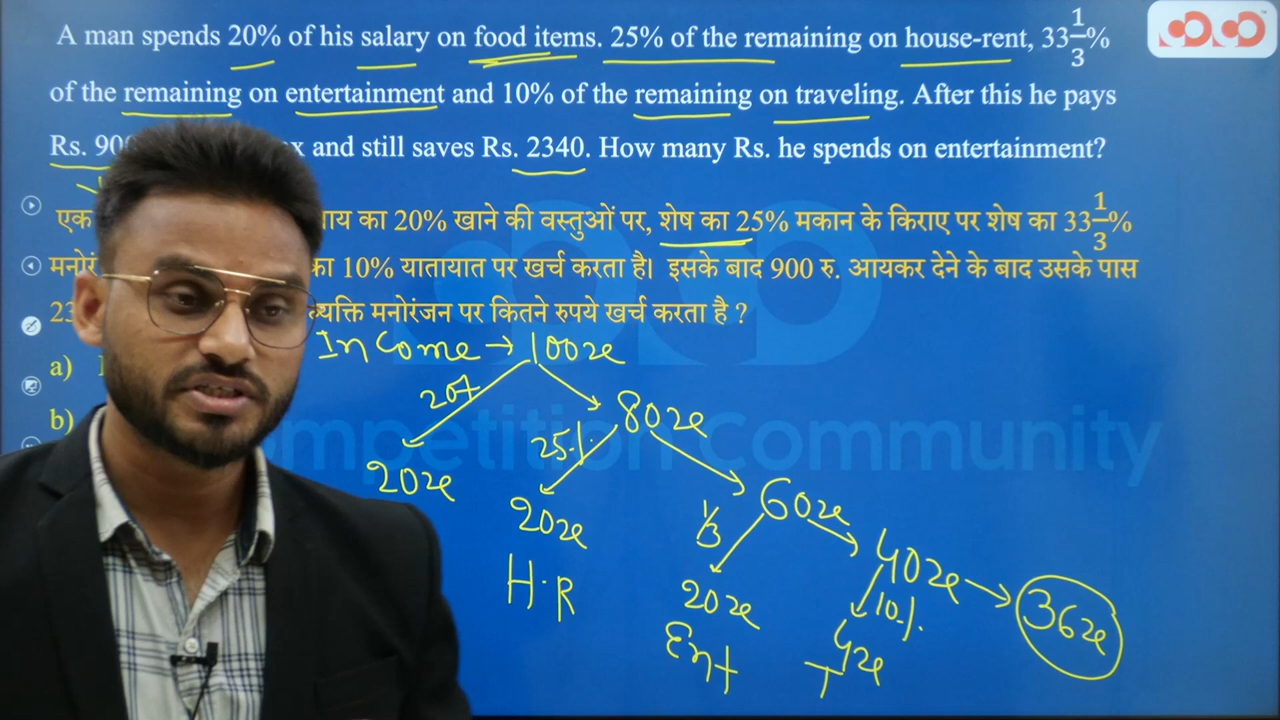 A man spends 20% of his salary on food items. 25% of the remaining on house-rent, 33 1/3%
of the remaining on entertainment and 10% of the remaining on traveling. After this he pays
Rs. 900 and still saves Rs. 2340. How many Rs. he spends on entertainment?
एक का 20% खाने की वस्तुओं पर, शेष का 25% मकान के किराए पर शेष का 33 1/3%
का 10% यातायात पर खर्च करता है। इसके बाद 900 रु. आयकर देने के बाद उसके पास
23 मनोरंजन पर कितने रुपये खर्च करता है ?
a)
b)
Competition Community
InCome → 100x
20%
80x
20x
25%
60x
20x
H.R
1/3
40x
20x
Ent
10%
4x
T
36x